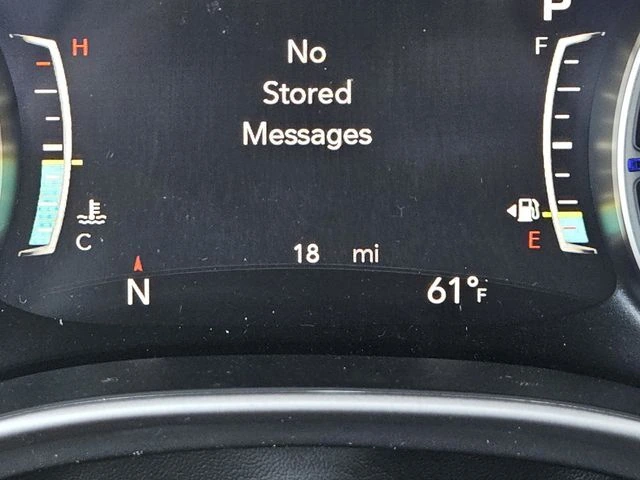 P
H
F
No
Stored
Messages
C
E
18 mi
N
61°F